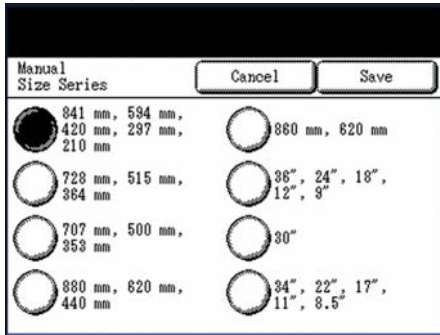 Manual
Size Series
Cancel
Save
841 mm, 594 mm,
420 mm, 297 mm,
210 mm
860 mm, 620 mm
728 mm, 515 mm,
364 mm
36″, 24″, 18″,
12″, 9″
707 mm, 500 mm,
353 mm
30″
880 mm, 620 mm,
440 mm
34″, 22″, 17″,
11″, 8.5″